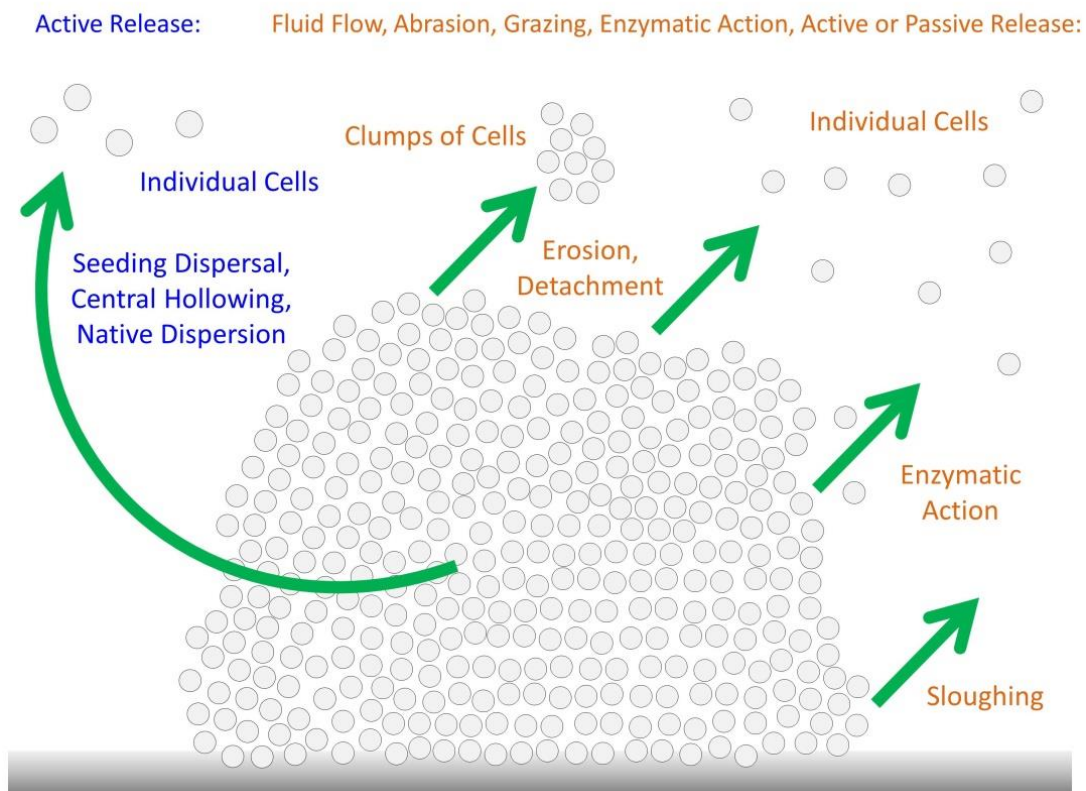 Active Release:
Fluid Flow, Abrasion, Grazing, Enzymatic Action, Active or Passive Release:
Individual Cells
Seeding Dispersal,
Central Hollowing,
Native Dispersion
Clumps of Cells
Erosion,
Detachment
Individual Cells
Enzymatic
Action
Sloughing